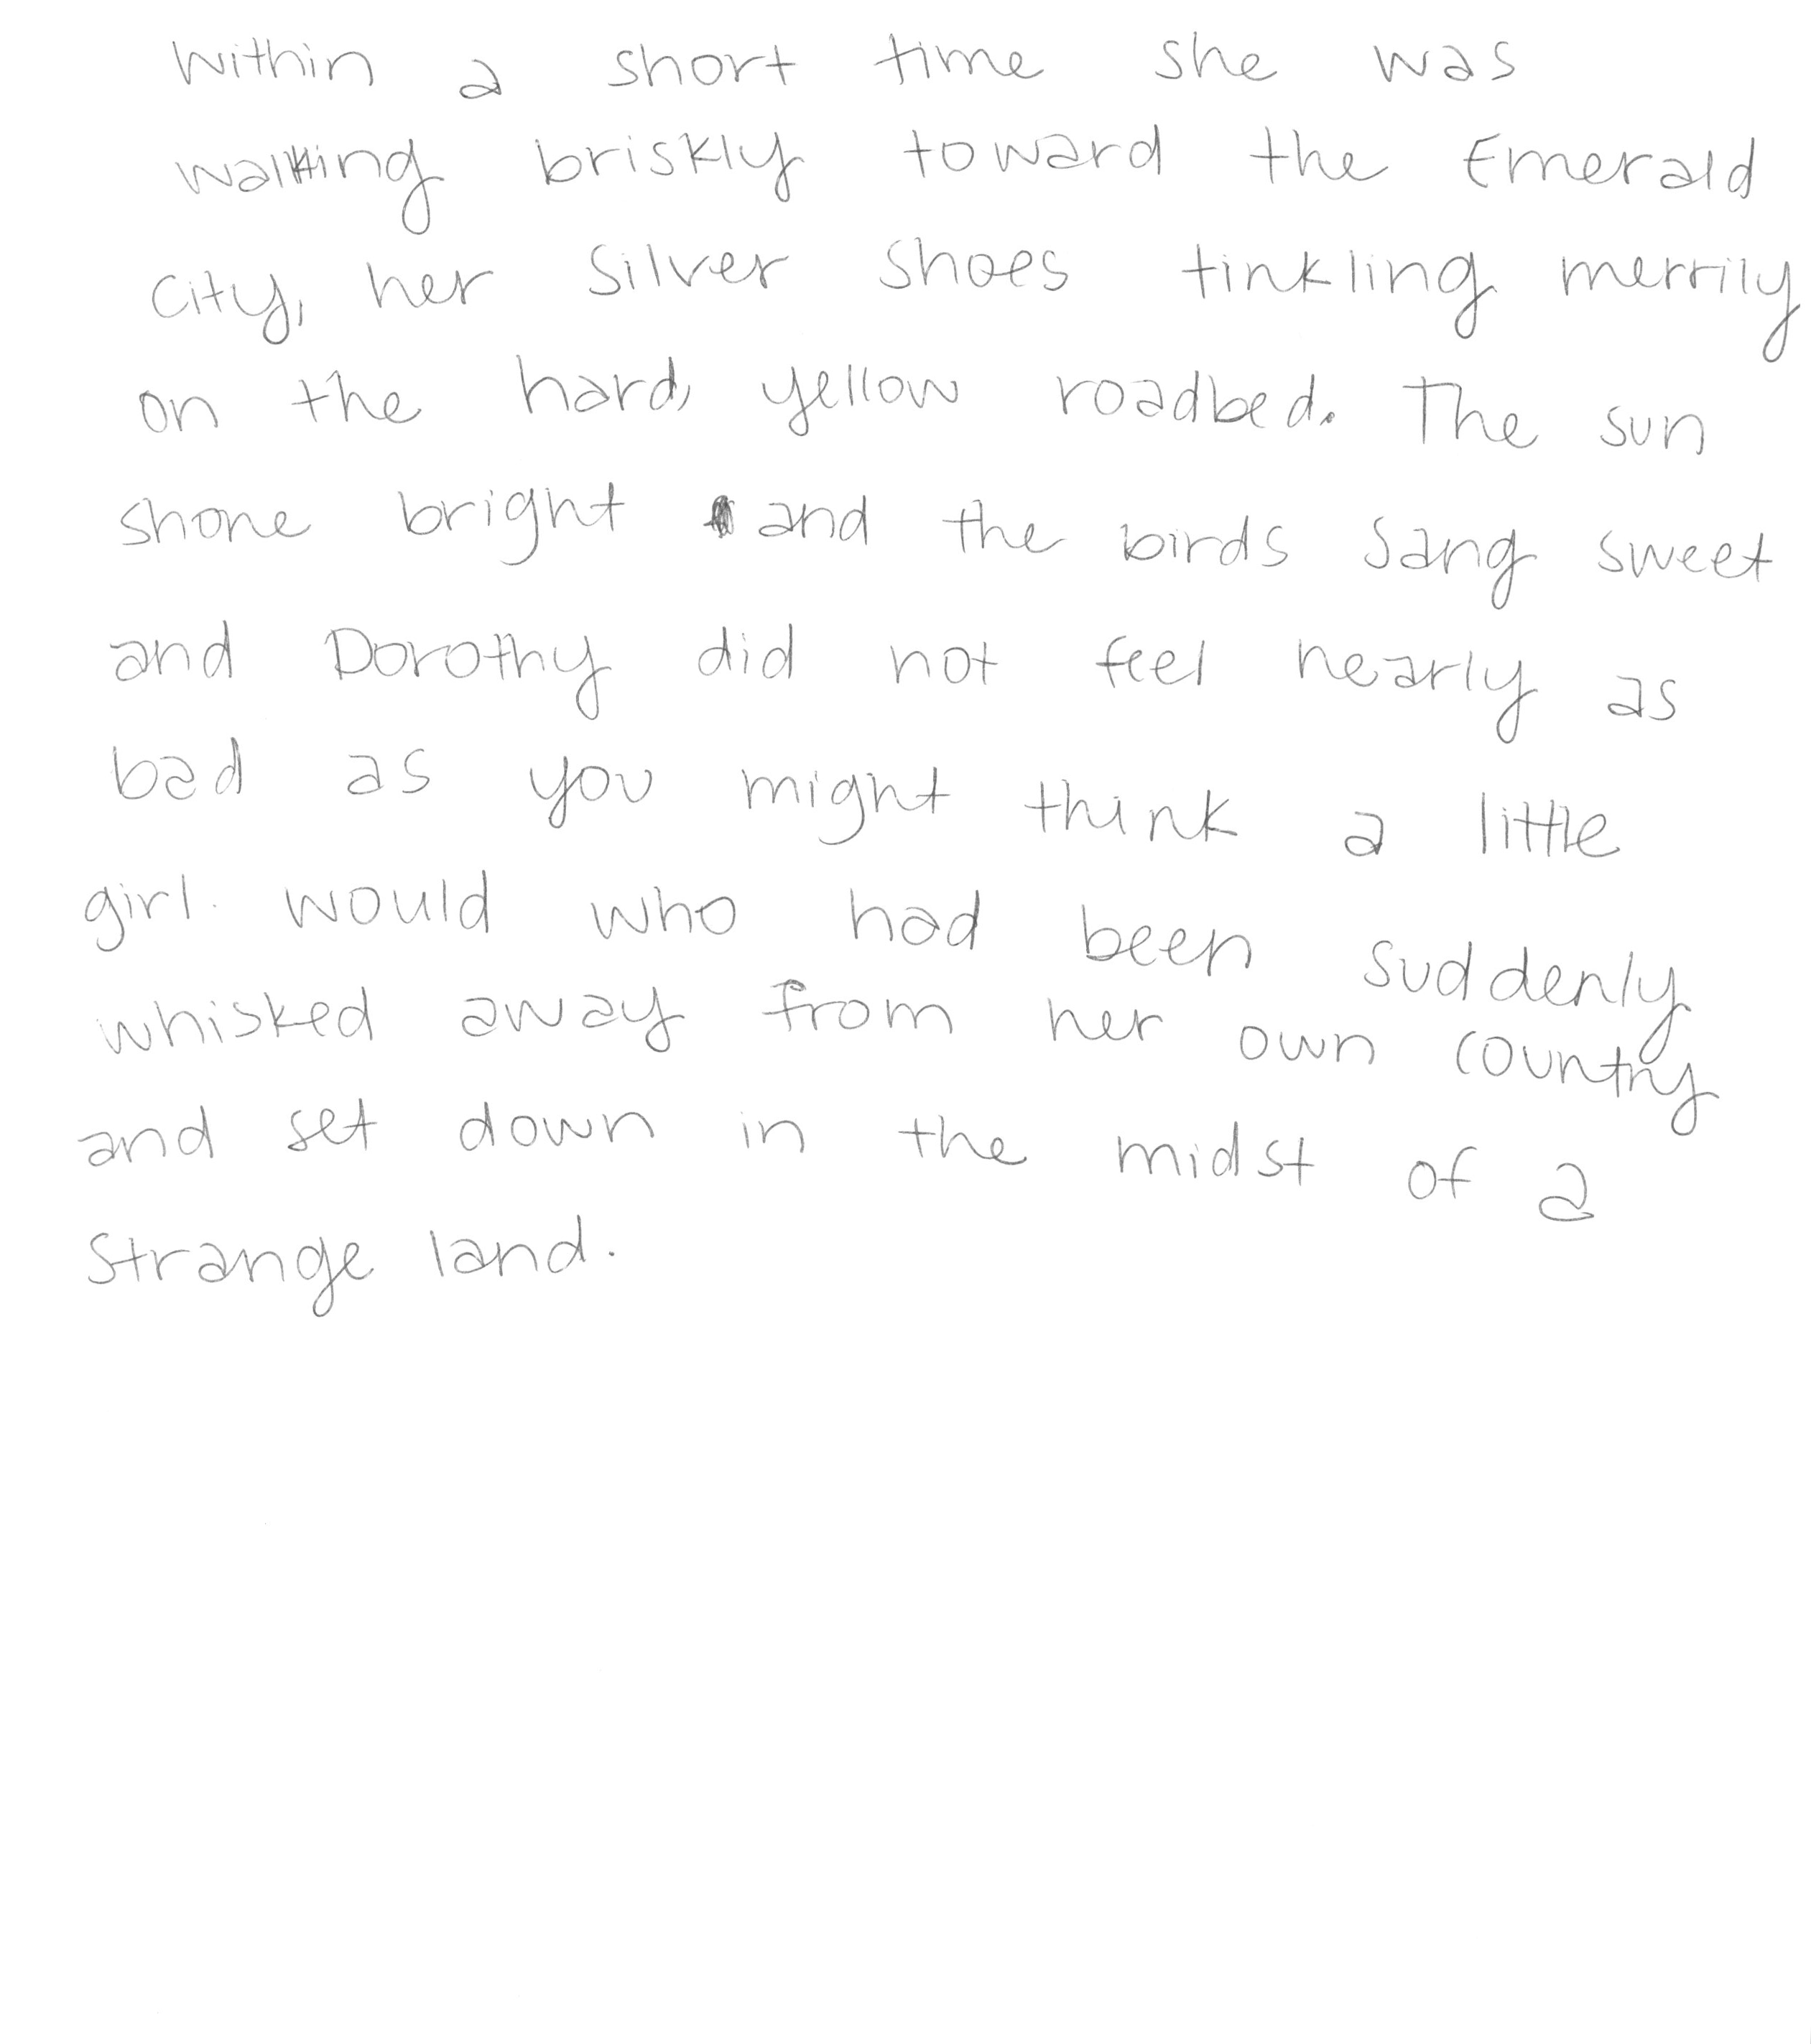 Within a short time she was
walking briskly toward the Emerald
City, her Silver Shoes tinkling merrily
on the hard, yellow roadbed. The sun
shone bright and the birds sang sweet
and Dorothy did not feel nearly as
bad as you might think a little
girl would who had been suddenly
whisked away from her own country
and set down in the midst of a
strange land.